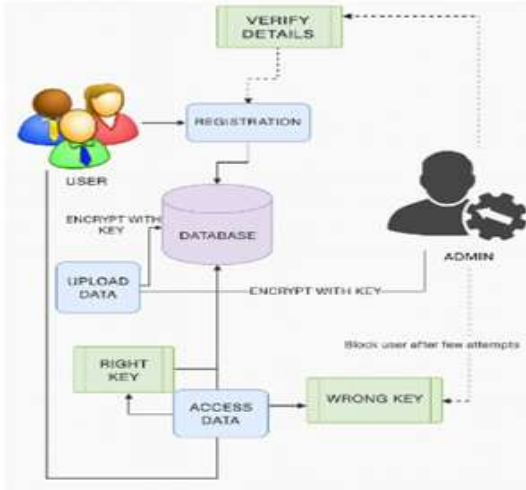 VERIFY
DETAILS
REGISTRATION
USER
ENCRYPT WITH
KEY
DATABASE
ADMIN
UPLOAD
DATA
ENCRYPT WITH KEY
Block user after few attempts
RIGHT
KEY
ACCESS
DATA
WRONG KEY